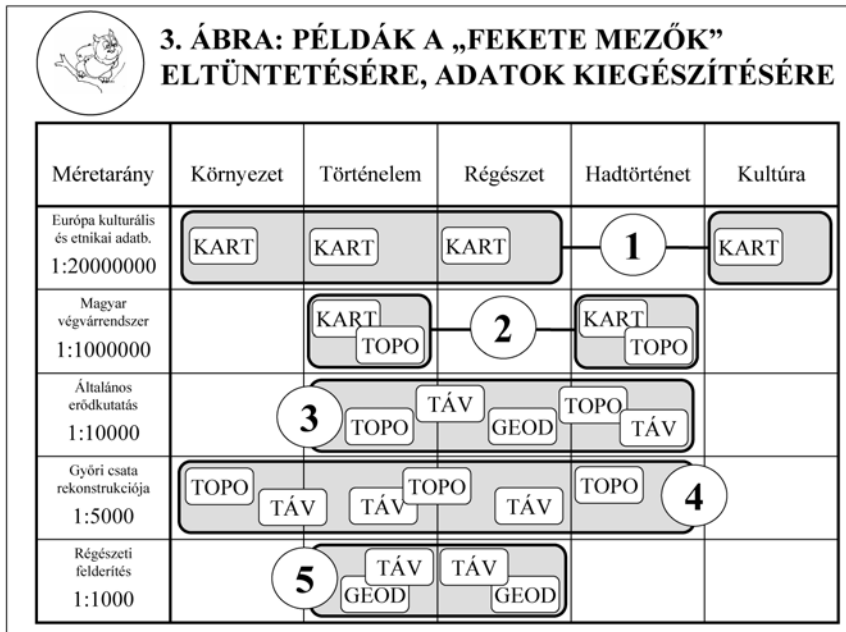 3. ÁBRA: PÉLDÁK A „FEKETE MEZŐK”
ELTÜNTETÉSÉRE, ADATOK KIEGÉSZÍTÉSÉRE
Méretarány Környezet Történelem Régészet Hadtörténet Kultúra
Európa kulturális
és etnikai adatb.
1:20000000
KART KART KART 1 KART
Magyar
végvárrendszer
1:1000000
KART TOPO 2 KART TOPO
Általános
erődkutatás
1:10000
3 TOPO TÁV GEOD TOPO TÁV
Győri csata
rekonstrukciója
1:5000
TOPO TÁV TÁV TOPO TÁV TOPO 4
Régészeti
felderítés
1:1000
5 TÁV GEOD TÁV GEOD